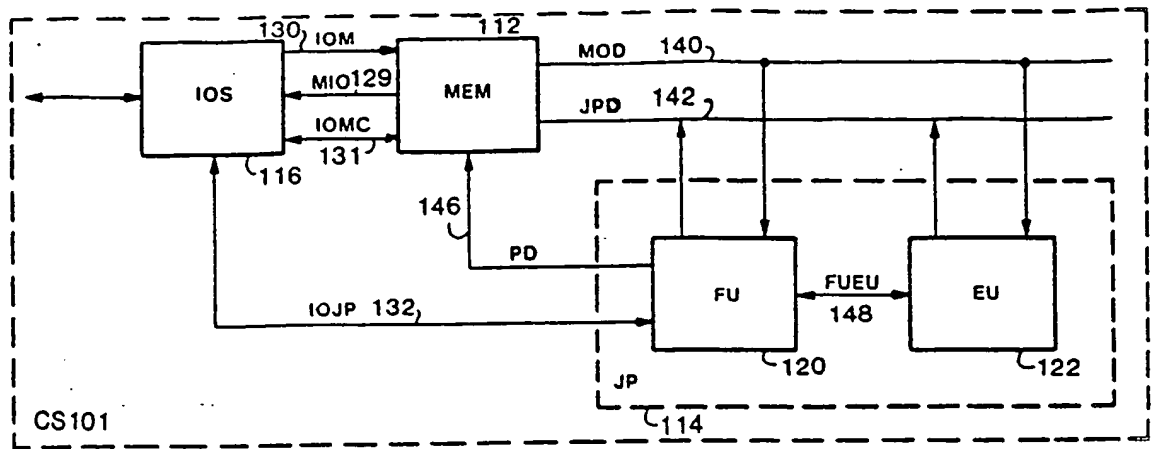 130 IOM
112
MOD 140
IOS
MIO 129
MEM
JPD 142
IOMC
131
116
146
PD
FU
FUEU
148
EU
IOJP 132
120
122
JP
CS101
114